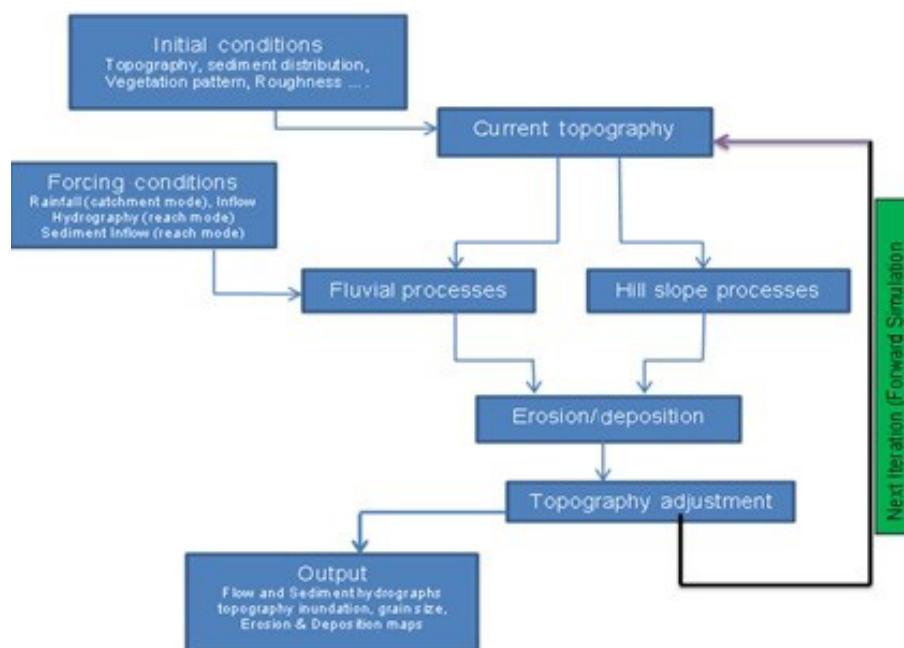 Initial conditions
Topography, sediment distribution,
Vegetation pattern, Roughness ....
Current topography
Forcing conditions
Rainfall (catchment mode), Inflow
Hydrography (reach mode)
Sediment Inflow (reach mode)
Fluvial processes
Hill slope processes
Erosion/deposition
Topography adjustment
Output
Flow and Sediment hydrographs
topography inundation, grain size,
Erosion & Deposition maps
Next Iteration (Forward Simulation